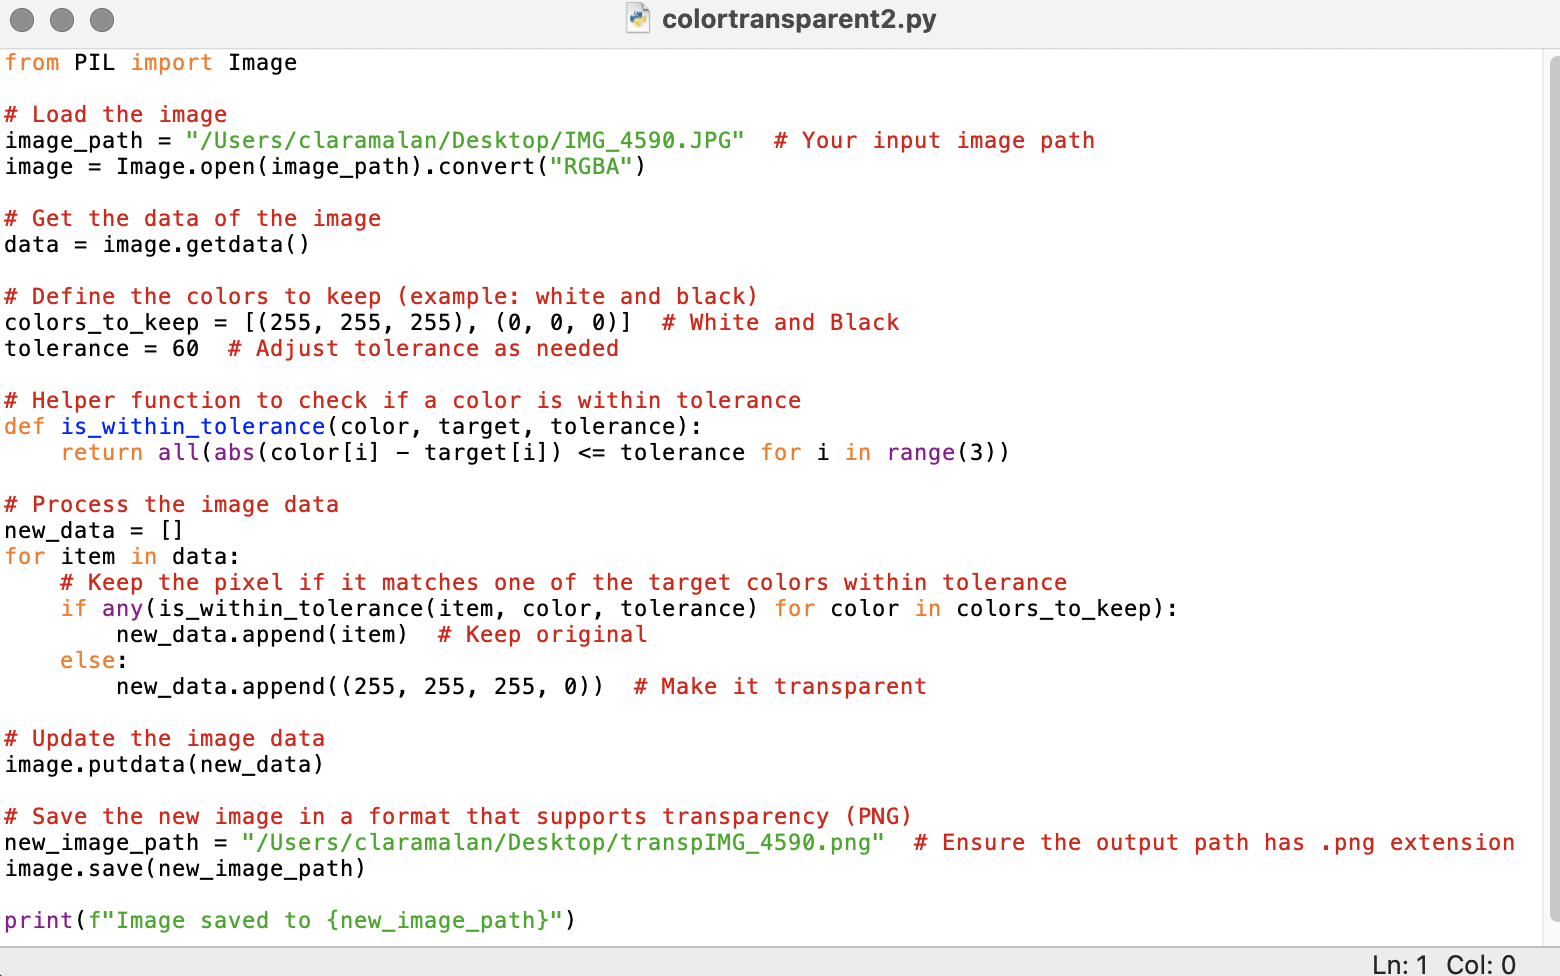 colortransparent2.py
from PIL import Image
# Load the image
image_path = "/Users/claramalan/Desktop/IMG_4590.JPG"  # Your input image path
image = Image.open(image_path).convert("RGBA")
# Get the data of the image
data = image.getdata()
# Define the colors to keep (example: white and black)
colors_to_keep = [(255, 255, 255), (0, 0, 0)]  # White and Black
tolerance = 60  # Adjust tolerance as needed
# Helper function to check if a color is within tolerance
def is_within_tolerance(color, target, tolerance):
    return all(abs(color[i] - target[i]) <= tolerance for i in range(3))
# Process the image data
new_data = []
for item in data:
    # Keep the pixel if it matches one of the target colors within tolerance
    if any(is_within_tolerance(item, color, tolerance) for color in colors_to_keep):
        new_data.append(item)  # Keep original
    else:
        new_data.append((255, 255, 255, 0))  # Make it transparent
# Update the image data
image.putdata(new_data)
# Save the new image in a format that supports transparency (PNG)
new_image_path = "/Users/claramalan/Desktop/transpIMG_4590.png"  # Ensure the output path has .png extension
image.save(new_image_path)
print(f"Image saved to {new_image_path}")
Ln: 1 Col: 0